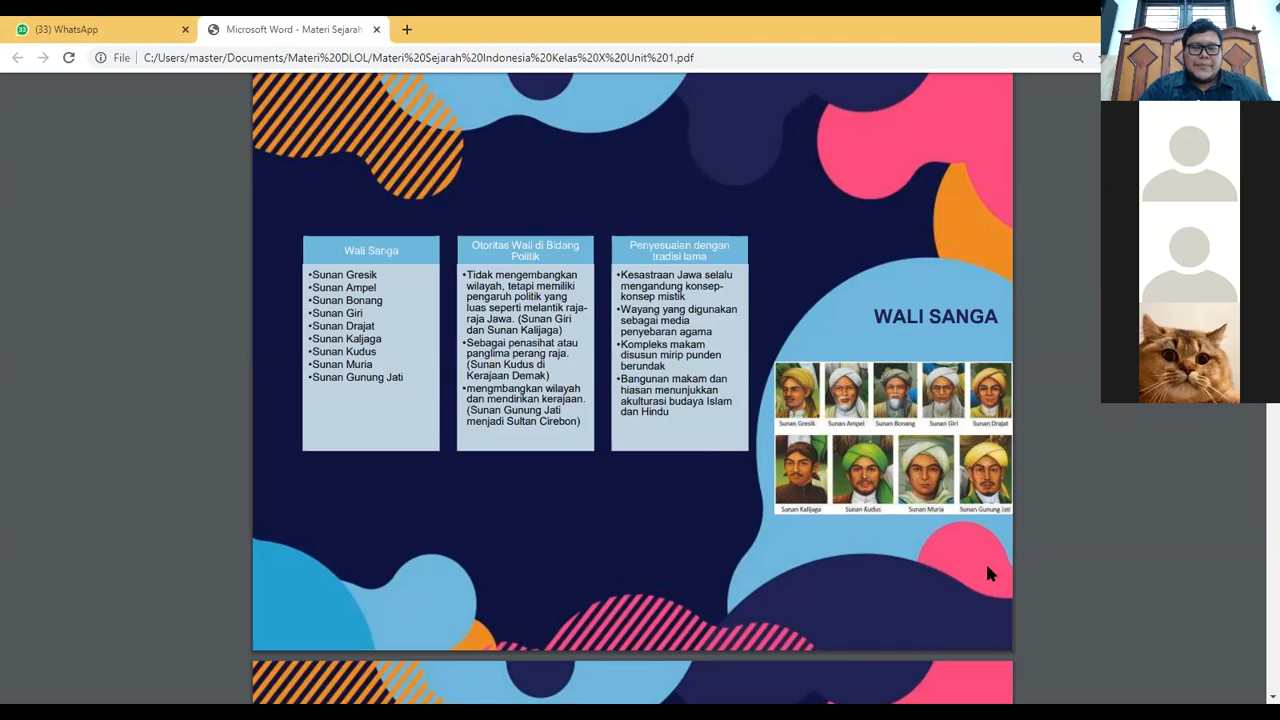 (33) WhatsApp
Microsoft Word - Materi Sejarah
File
C:/Users/master/Documents/Materi%20DLOL/Materi%20Sejarah%20Indonesia%20Kelas%20X%20Unit%201.pdf
Wali Sanga
•Sunan Gresik
•Sunan Ampel
•Sunan Bonang
•Sunan Giri
•Sunan Drajat
•Sunan Kaljaga
•Sunan Kudus
•Sunan Muria
•Sunan Gunung Jati
Otoritas Wali di Bidang
Politik
•Tidak mengembangkan
wilayah, tetapi memiliki
pengaruh politik yang
luas seperti melantik raja-
raja Jawa. (Sunan Giri
dan Sunan Kalijaga)
•Sebagai penasihat atau
panglima perang raja.
(Sunan Kudus di
Kerajaan Demak)
•mengmbangkan wilayah
dan mendirikan kerajaan.
(Sunan Gunung Jati
menjadi Sultan Cirebon)
Penyesuaian dengan
tradisi lama
•Kesastraan Jawa selalu
mengandung konsep-
konsep mistik
•Wayang yang digunakan
sebagai media
penyebaran agama
•Kompleks makam
disusun mirip punden
berundak
•Bangunan makam dan
hiasan menunjukkan
akulturasi budaya Islam
dan Hindu
WALI SANGA
Sunan Gresik
Sunan Ampel
Sunan Bonang
Sunan Giri
Sunan Drajat
Sunan Kalijaga
Sunan Kudus
Sunan Muria
Sunan Gunung Jati